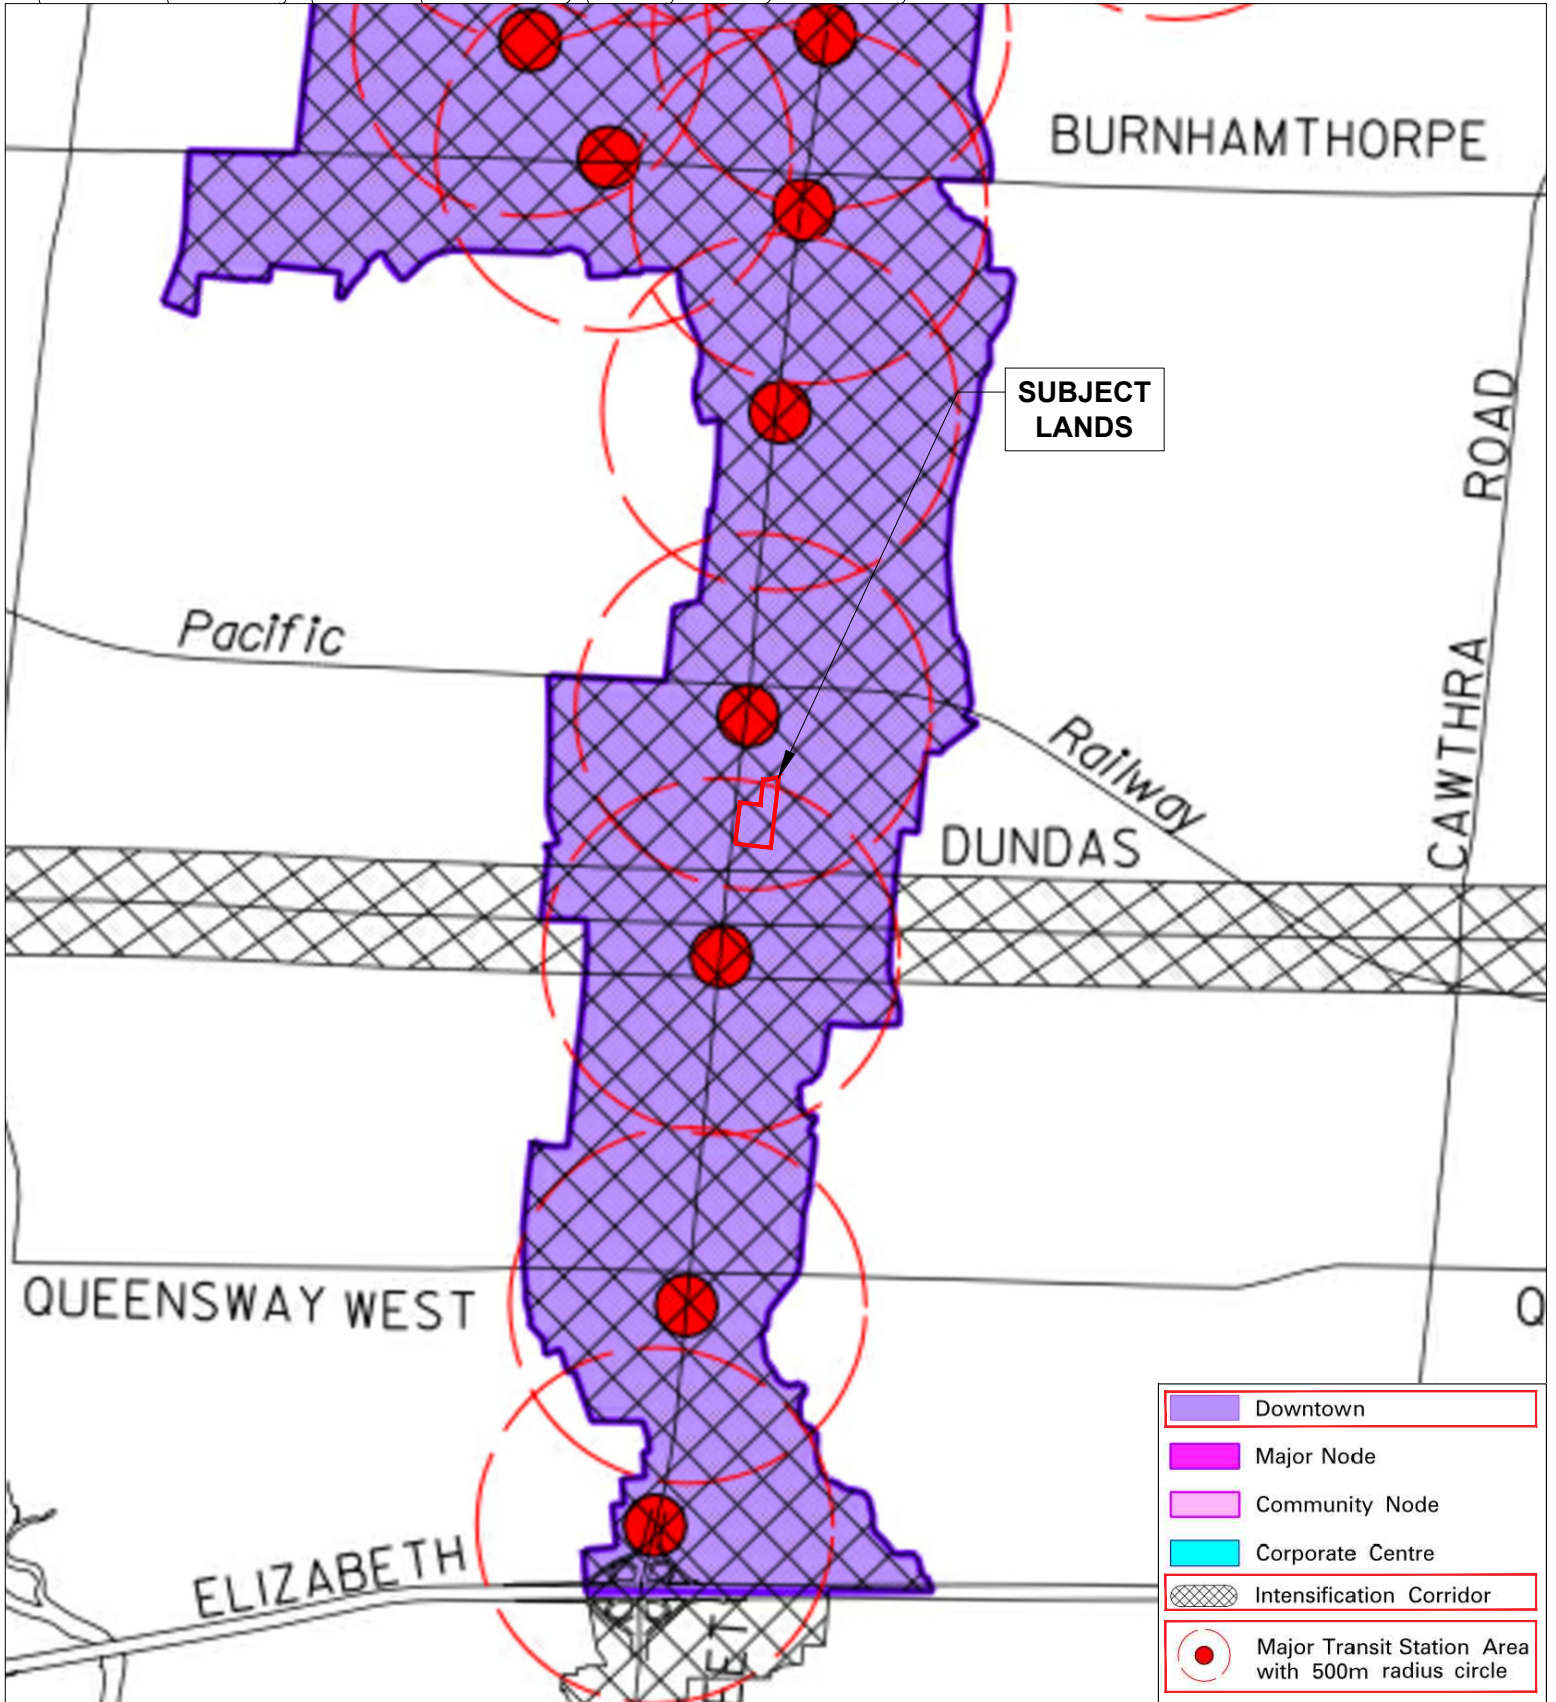 BURNHAMTHORPE
SUBJECT
LANDS
ROAD
Pacific
Railway
CAWTHRA
DUNDAS
QUEENSWAY WEST
Q
ELIZABETH
Downtown
Major Node
Community Node
Corporate Centre
Intensification Corridor
Major Transit Station Area
with 500m radius circle